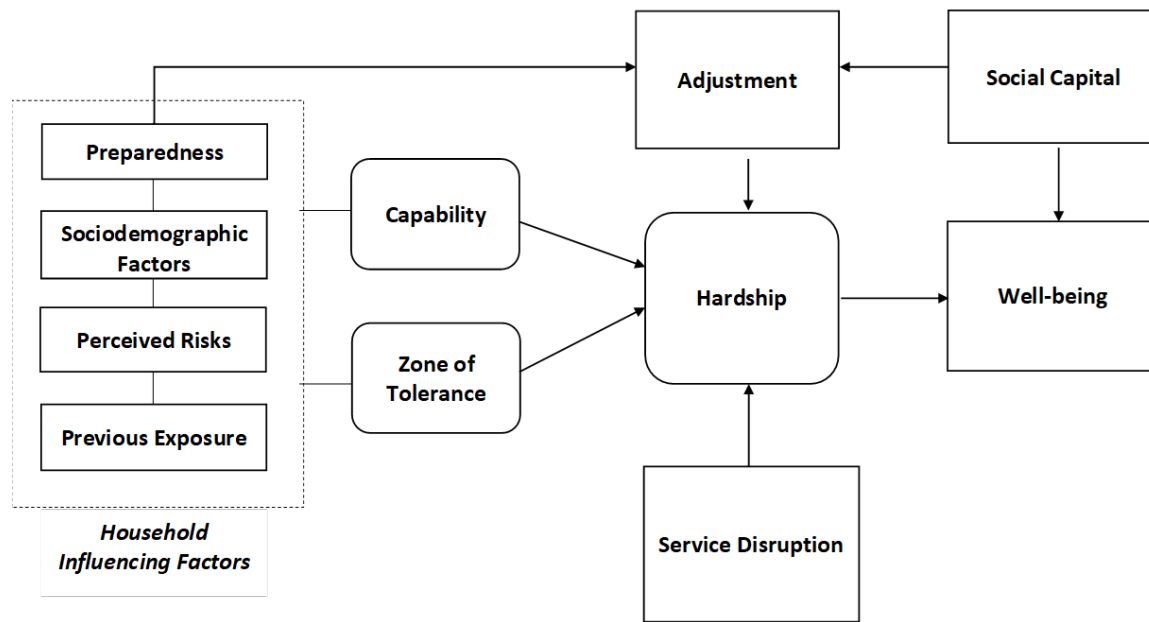 Adjustment
Social Capital
Preparedness
Capability
Sociodemographic
Factors
Hardship
Well-being
Perceived Risks
Zone of
Tolerance
Previous Exposure
Household
Influencing Factors
Service Disruption